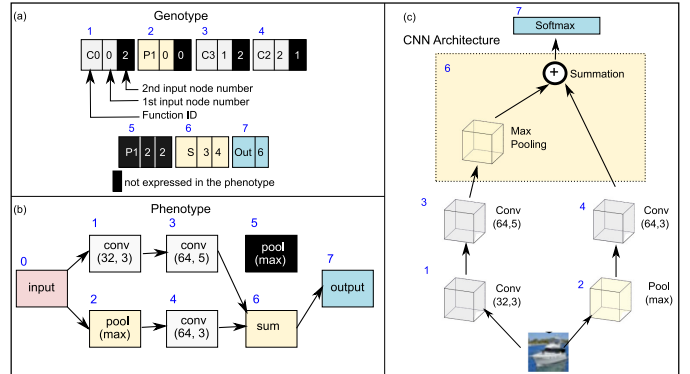 (a)
Genotype
1 2 3 4
C0 0 2 P1 0 0 C3 1 2 C2 2 1
2nd input node number
1st input node number
Function ID
5 6 7
P1 2 2 S 3 4 Out 6
not expressed in the phenotype
(b)
Phenotype
0
input
1
conv
(32, 3)
3
conv
(64, 5)
5
pool
(max)
2
pool
(max)
4
conv
(64, 3)
6
sum
7
output
(c)
CNN Architecture
7
Softmax
6
+
Summation
Max
Pooling
3
Conv
(64,5)
4
Conv
(64,3)
1
Conv
(32,3)
2
Pool
(max)